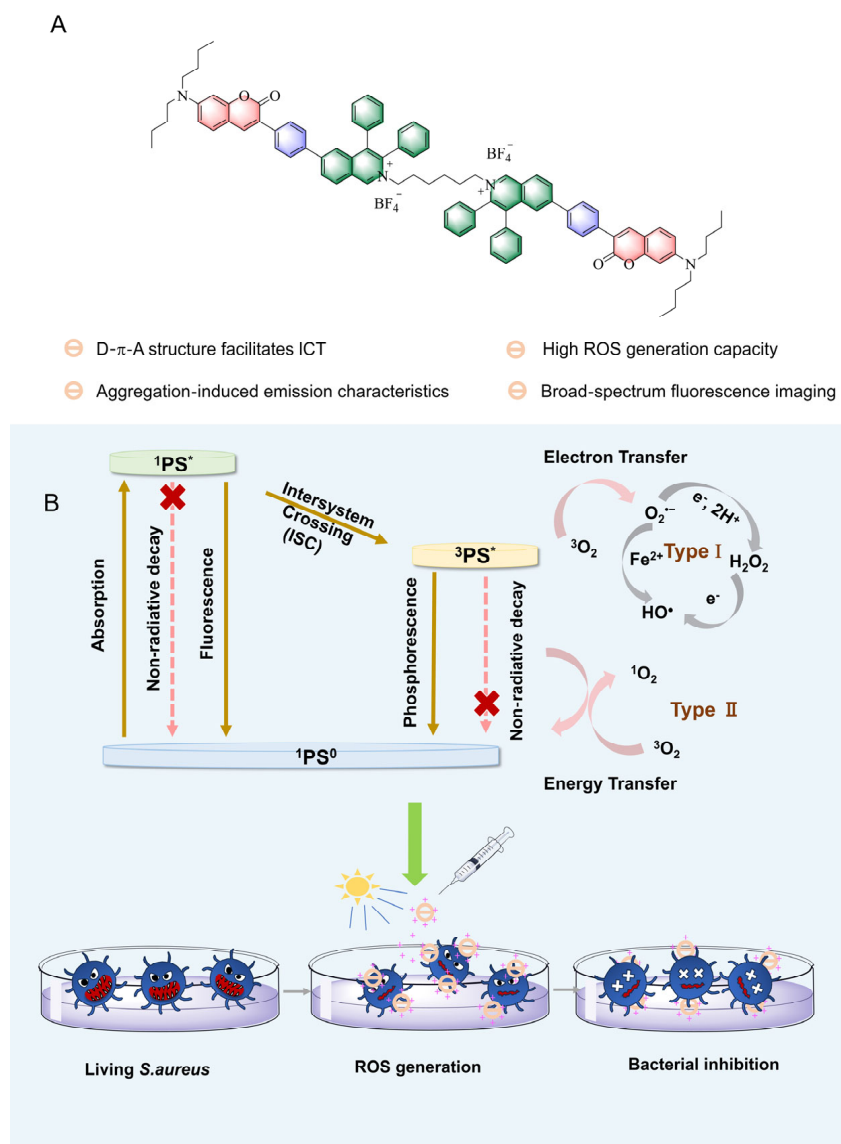 A
N
O
O
N
+
BF₄⁻
BF₄⁻
N
+
O
O
N
D-π-A structure facilitates ICT
High ROS generation capacity
Aggregation-induced emission characteristics
Broad-spectrum fluorescence imaging
B
¹PS*
Absorption
Non-radiative decay
Fluorescence
Intersystem
Crossing
(ISC)
³PS*
Phosphorescence
Non-radiative decay
¹PS⁰
Electron Transfer
³O₂
O₂•⁻
e⁻, 2H⁺
Fe²⁺
Type Ⅰ
H₂O₂
HO•
e⁻
¹O₂
Type Ⅱ
³O₂
Energy Transfer
Living S.aureus
ROS generation
Bacterial inhibition